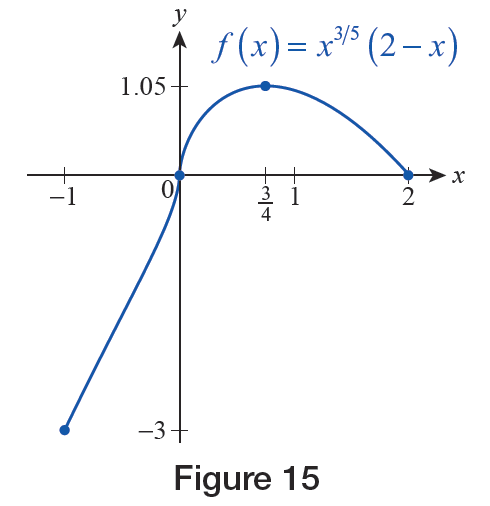 y
f(x) = x^{3/5} (2 – x)
1.05
x
–1
0
3/4
1
2
–3
Figure 15